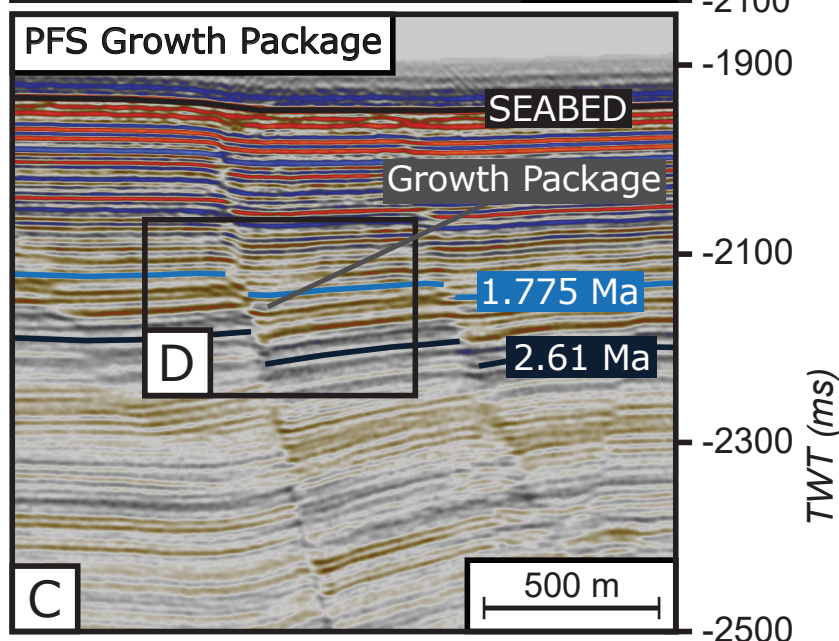 -2100
PFS Growth Package
-1900
SEABED
Growth Package
-2100
1.775 Ma
D
2.61 Ma
-2300
TWT (ms)
C
500 m
-2500